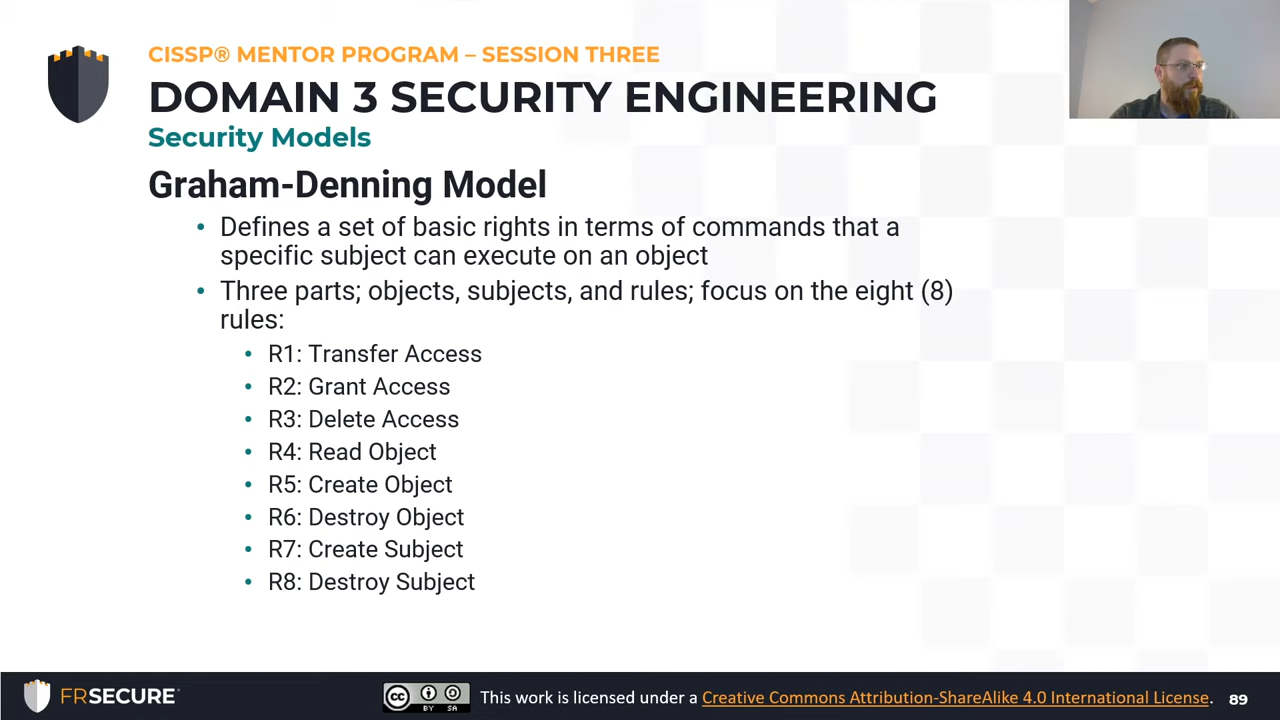 CISSP® MENTOR PROGRAM – SESSION THREE
DOMAIN 3 SECURITY ENGINEERING
Security Models
Graham-Denning Model
• Defines a set of basic rights in terms of commands that a
specific subject can execute on an object
• Three parts; objects, subjects, and rules; focus on the eight (8)
rules:
• R1: Transfer Access
• R2: Grant Access
• R3: Delete Access
• R4: Read Object
• R5: Create Object
• R6: Destroy Object
• R7: Create Subject
• R8: Destroy Subject
FRSECURE
cc BY SA
This work is licensed under a Creative Commons Attribution-ShareAlike 4.0 International License.
89